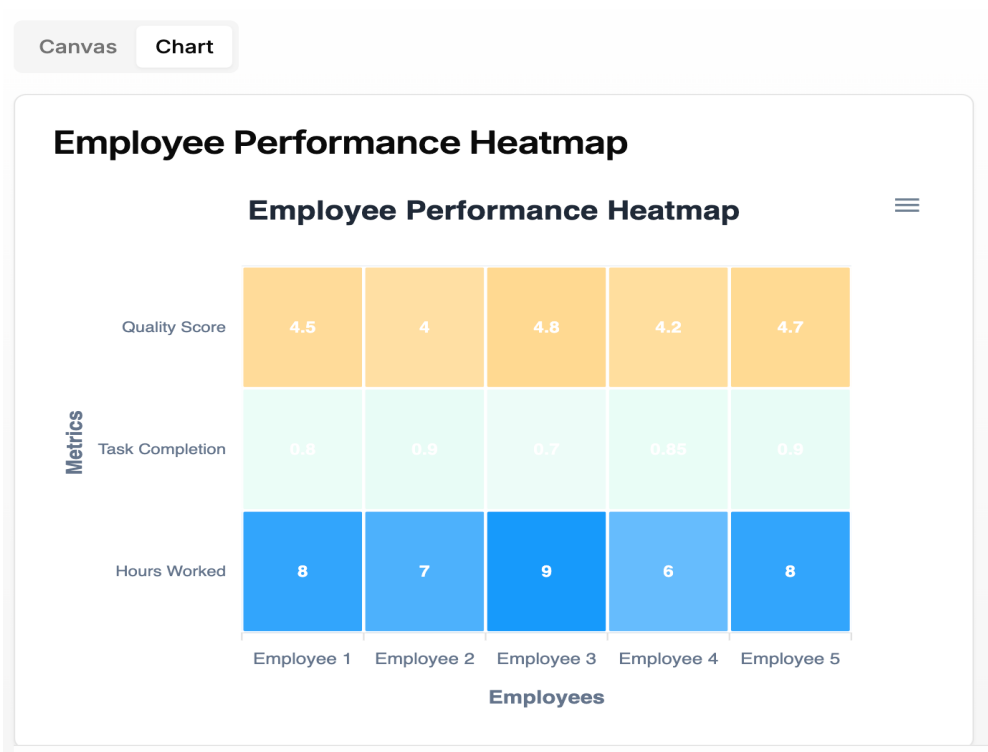 Canvas Chart
Employee Performance Heatmap
Employee Performance Heatmap
Quality Score 4.5 4 4.8 4.2 4.7
Metrics
Task Completion 0.8 0.9 0.7 0.85 0.9
Hours Worked 8 7 9 6 8
Employee 1 Employee 2 Employee 3 Employee 4 Employee 5
Employees